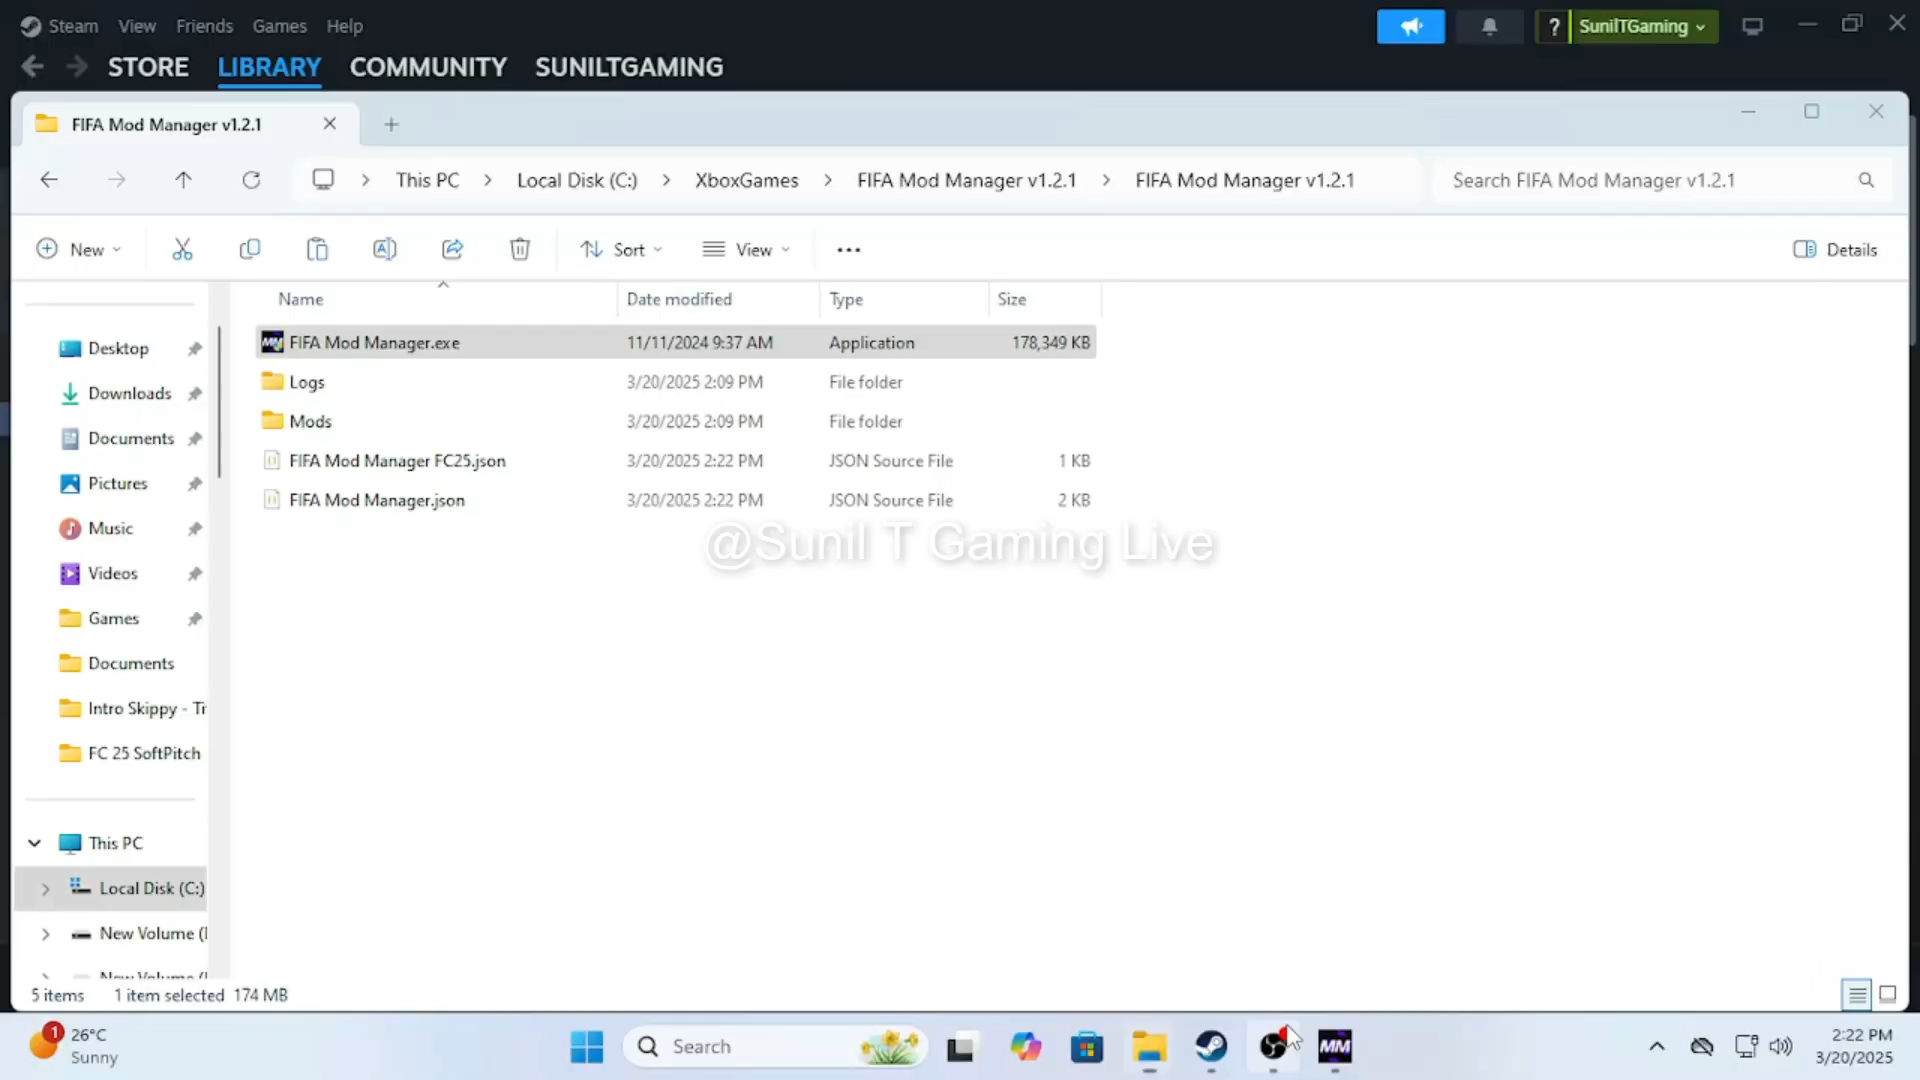 Steam View Friends Games Help
? SunilTGaming
STORE LIBRARY COMMUNITY SUNILTGAMING
FIFA Mod Manager v1.2.1
This PC Local Disk (C:) XboxGames FIFA Mod Manager v1.2.1 FIFA Mod Manager v1.2.1
Search FIFA Mod Manager v1.2.1
New Sort View Details
Name Date modified Type Size
FIFA Mod Manager.exe 11/11/2024 9:37 AM Application 178,349 KB
Logs 3/20/2025 2:09 PM File folder
Mods 3/20/2025 2:09 PM File folder
FIFA Mod Manager FC25.json 3/20/2025 2:22 PM JSON Source File 1 KB
FIFA Mod Manager.json 3/20/2025 2:22 PM JSON Source File 2 KB
@Sunil T Gaming Live
Desktop
Downloads
Documents
Pictures
Music
Videos
Games
Documents
Intro Skippy - Tr
FC 25 SoftPitch
This PC
Local Disk (C:)
New Volume (
New Volume (
5 items 1 item selected 174 MB
1
26°C
Sunny
Search
MM
2:22 PM
3/20/2025